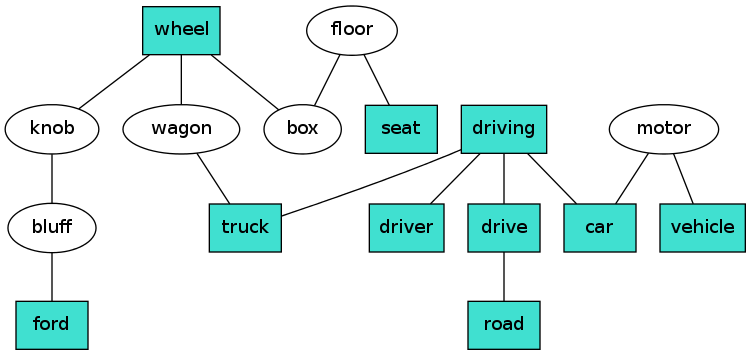 wheel
floor
knob
wagon
box
seat
driving
motor
bluff
truck
driver
drive
car
vehicle
ford
road